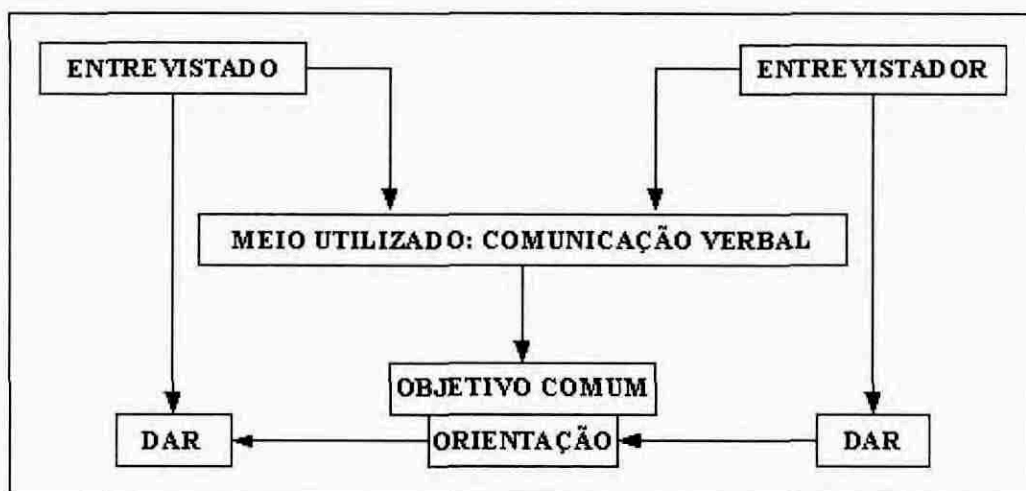 ENTREVISTADO
ENTREVISTADOR
MEIO UTILIZADO: COMUNICAÇÃO VERBAL
OBJETIVO COMUM
DAR
ORIENTAÇÃO
DAR